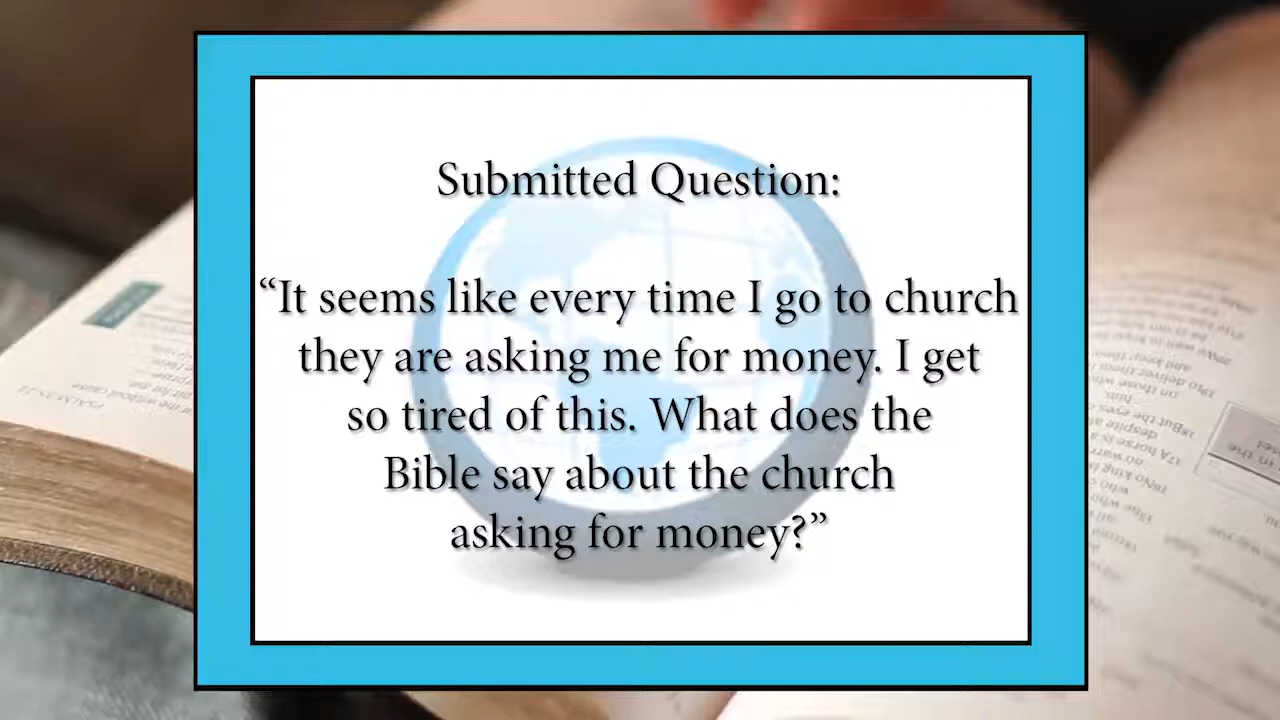 Submitted Question:
“It seems like every time I go to church
they are asking me for money. I get
so tired of this. What does the
Bible say about the church
asking for money?”